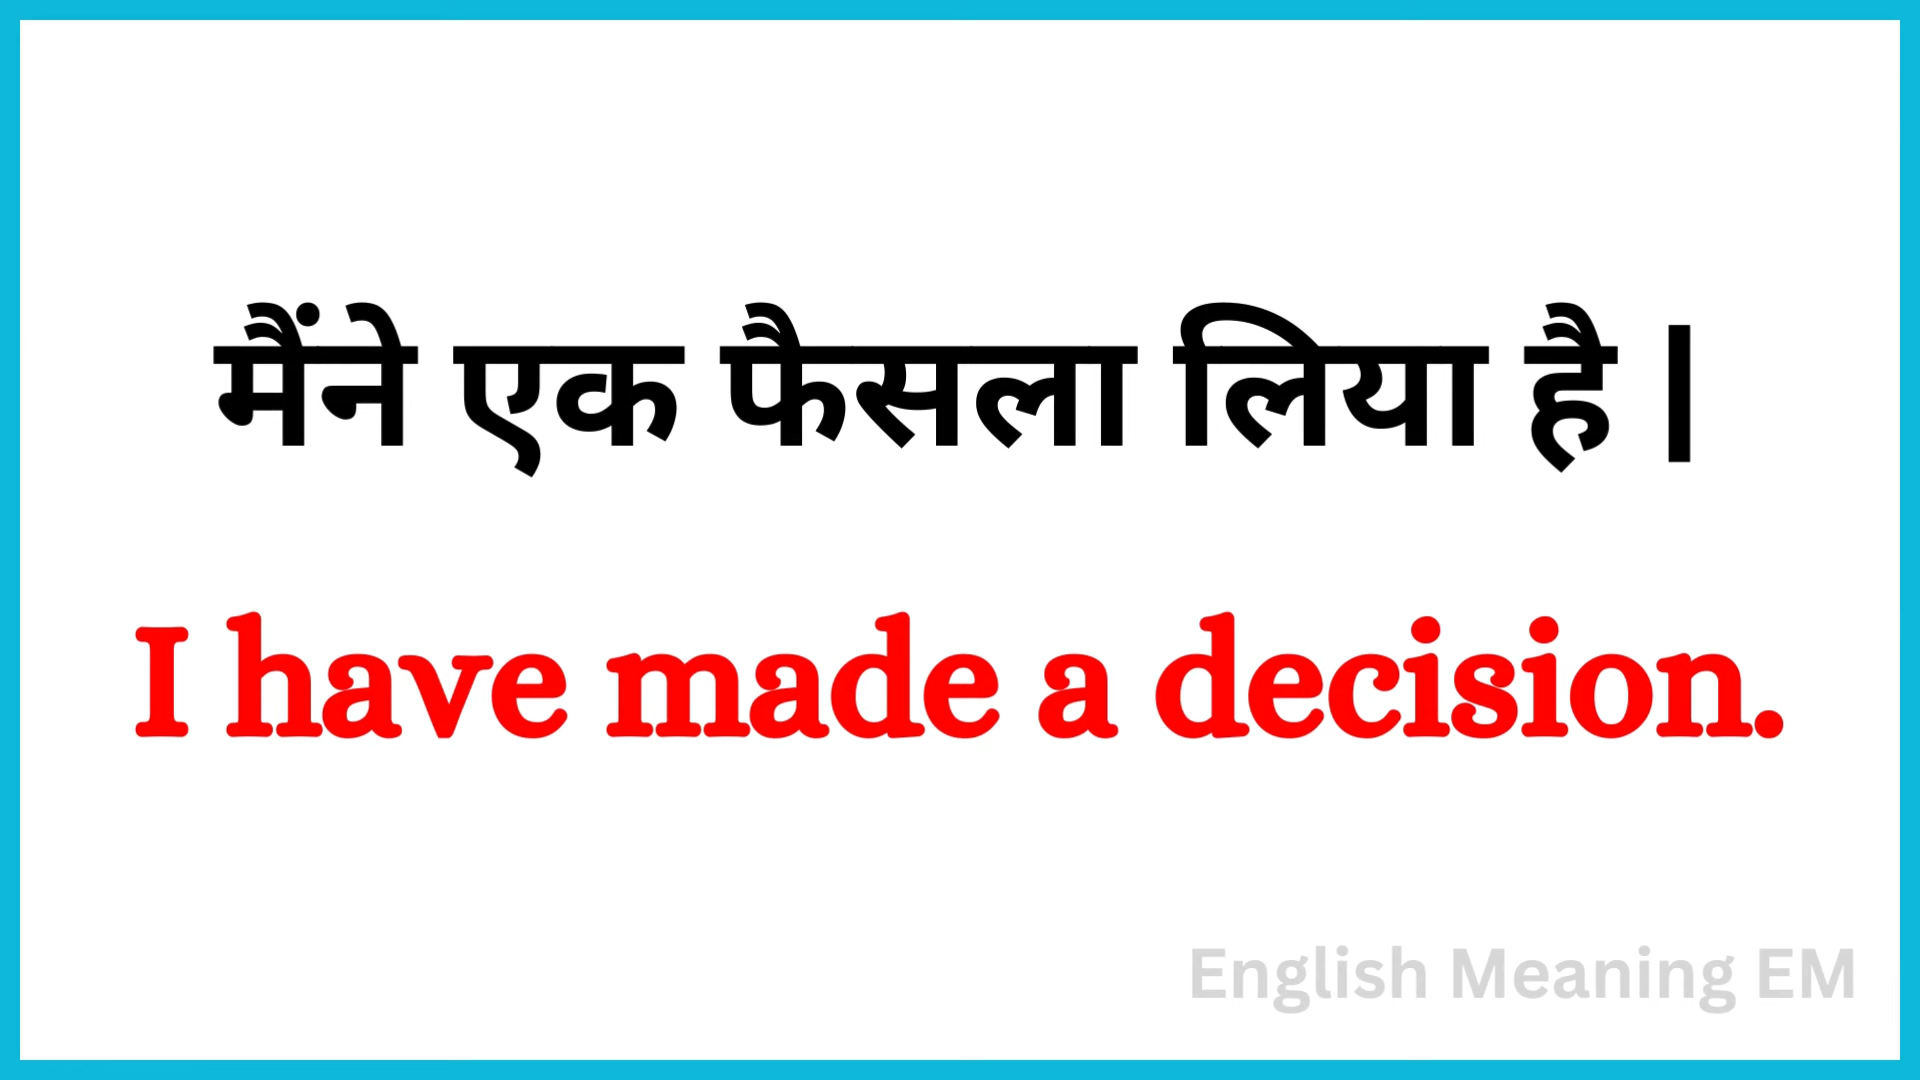 मैंने एक फैसला लिया है |
I have made a decision.
English Meaning EM